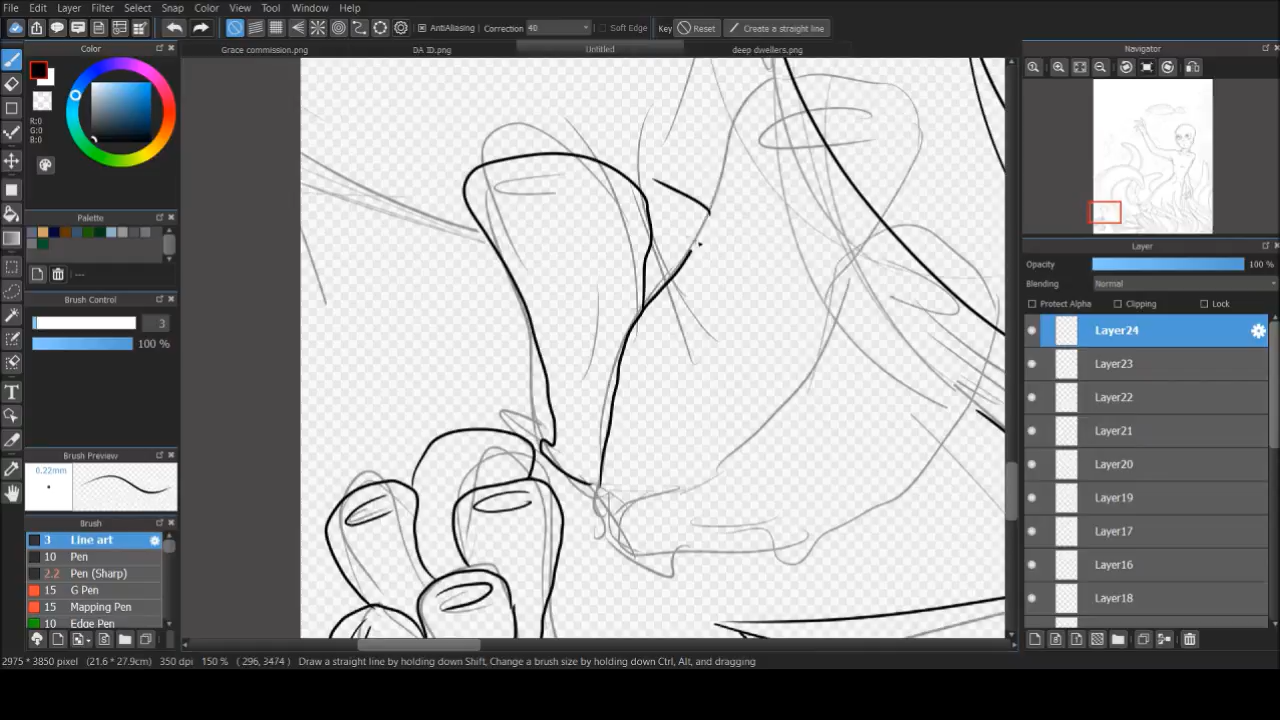 File Edit Layer Filter Select Snap Color Tool Window Help
AntiAliasing Correction 40 Soft Edge Key Reset Create a straight line
Color Grace commission.png DA ID.png Untitled deep dwellers.png Navigator
R:0
G:0
B:0
Palette
---
Layer
Opacity 100 %
Blending Normal
Brush Control
Protect Alpha Clipping Lock
3
100 %
Layer24
Layer23
Layer22
Layer21
Layer20
Layer19
Layer17
Layer16
Layer18
Brush Preview
0.22mm
Brush
3 Line art
10 Pen
2.2 Pen (Sharp)
15 G Pen
15 Mapping Pen
10 Edge Pen
2975 * 3850 pixel (21.6 * 27.9cm) 350 dpi 150 % ( 296, 3474 ) Draw a straight line by holding down Shift, Change a brush size by holding down Ctrl, Alt, and dragging